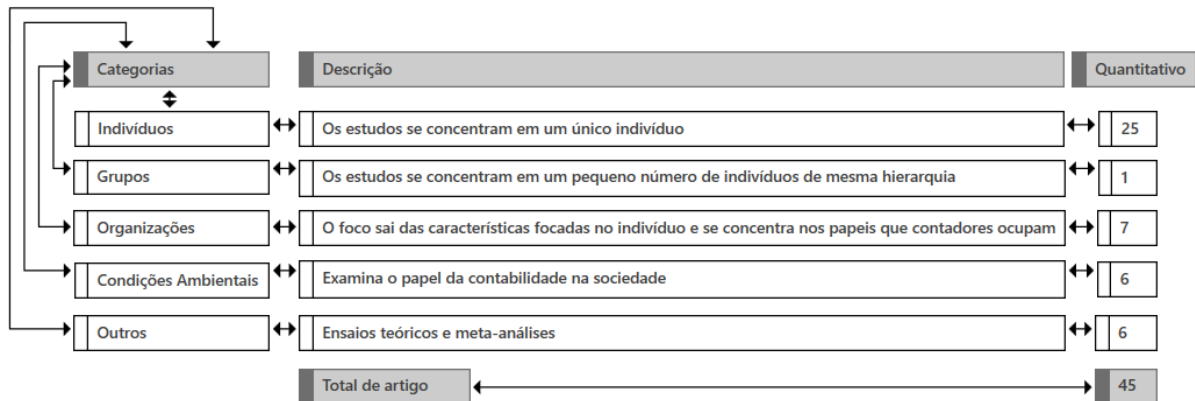 Categorias Descrição Quantitativo
Indivíduos Os estudos se concentram em um único indivíduo 25
Grupos Os estudos se concentram em um pequeno número de indivíduos de mesma hierarquia 1
Organizações O foco sai das características focadas no indivíduo e se concentra nos papeis que contadores ocupam 7
Condições Ambientais Examina o papel da contabilidade na sociedade 6
Outros Ensaios teóricos e meta-análises 6
Total de artigo 45